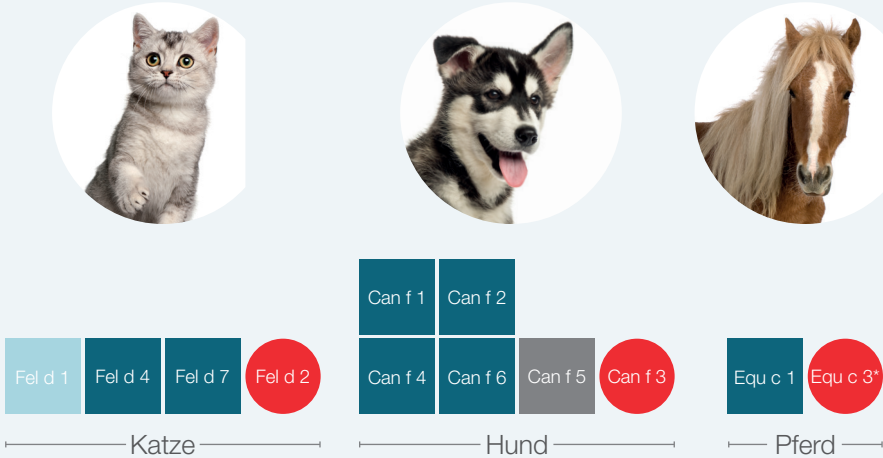 Can f 1 Can f 2
Fel d 1 Fel d 4 Fel d 7 Fel d 2 Can f 4 Can f 6 Can f 5 Can f 3 Equ c 1 Equ c 3*
Katze Hund Pferd